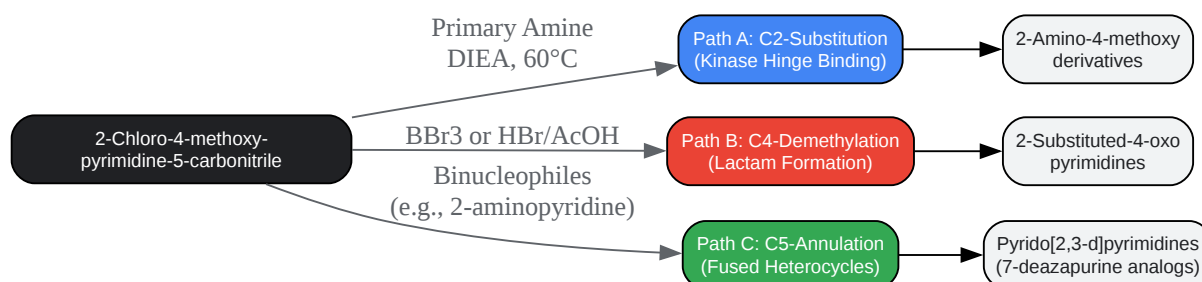 Primary Amine
DIEA, 60°C
Path A: C2-Substitution
(Kinase Hinge Binding)
2-Amino-4-methoxy
derivatives
2-Chloro-4-methoxy-
pyrimidine-5-carbonitrile
BBr3 or HBr/AcOH
Path B: C4-Demethylation
(Lactam Formation)
2-Substituted-4-oxo
pyrimidines
Binucleophiles
(e.g., 2-aminopyridine)
Path C: C5-Annulation
(Fused Heterocycles)
Pyrido[2,3-d]pyrimidines
(7-deazapurine analogs)